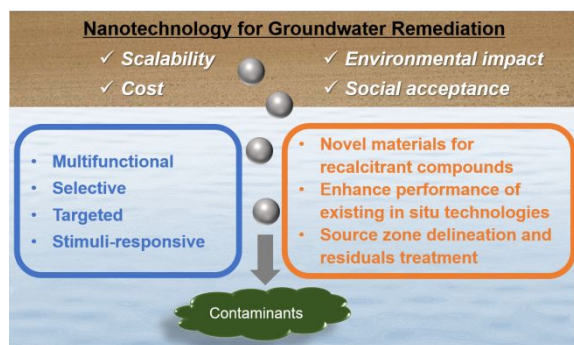 Nanotechnology for Groundwater Remediation
✓ Scalability
✓ Cost
✓ Environmental impact
✓ Social acceptance
• Multifunctional
• Selective
• Targeted
• Stimuli-responsive
• Novel materials for
recalcitrant compounds
• Enhance performance of
existing in situ technologies
• Source zone delineation and
residuals treatment
Contaminants